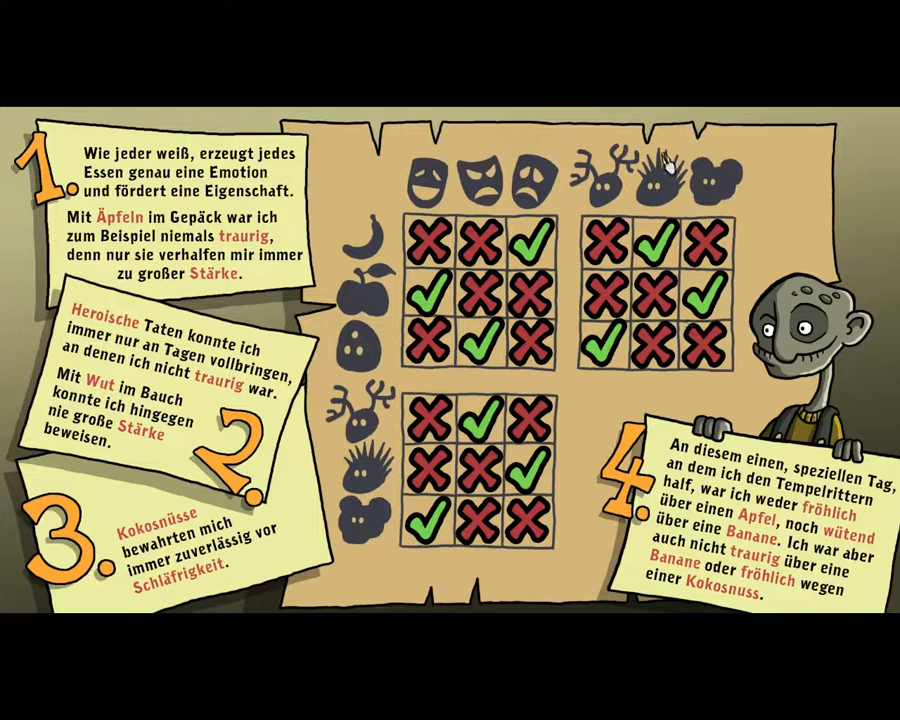 1.
Wie jeder weiß, erzeugt jedes
Essen genau eine Emotion
und fördert eine Eigenschaft.
Mit Äpfeln im Gepäck war ich
zum Beispiel niemals traurig,
denn nur sie verhalfen mir immer
zu großer Stärke.
2.
Heroische Taten konnte ich
immer nur an Tagen vollbringen,
an denen ich nicht traurig war.
Mit Wut im Bauch
konnte ich hingegen
nie große Stärke
beweisen.
3.
Kokosnüsse
bewahrten mich
immer zuverlässig vor
Schläfrigkeit.
4.
An diesem einen, speziellen Tag,
an dem ich den Tempelrittern
half, war ich weder fröhlich
über einen Apfel, noch wütend
über eine Banane. Ich war aber
auch nicht traurig über eine
Banane oder fröhlich wegen
einer Kokosnuss.